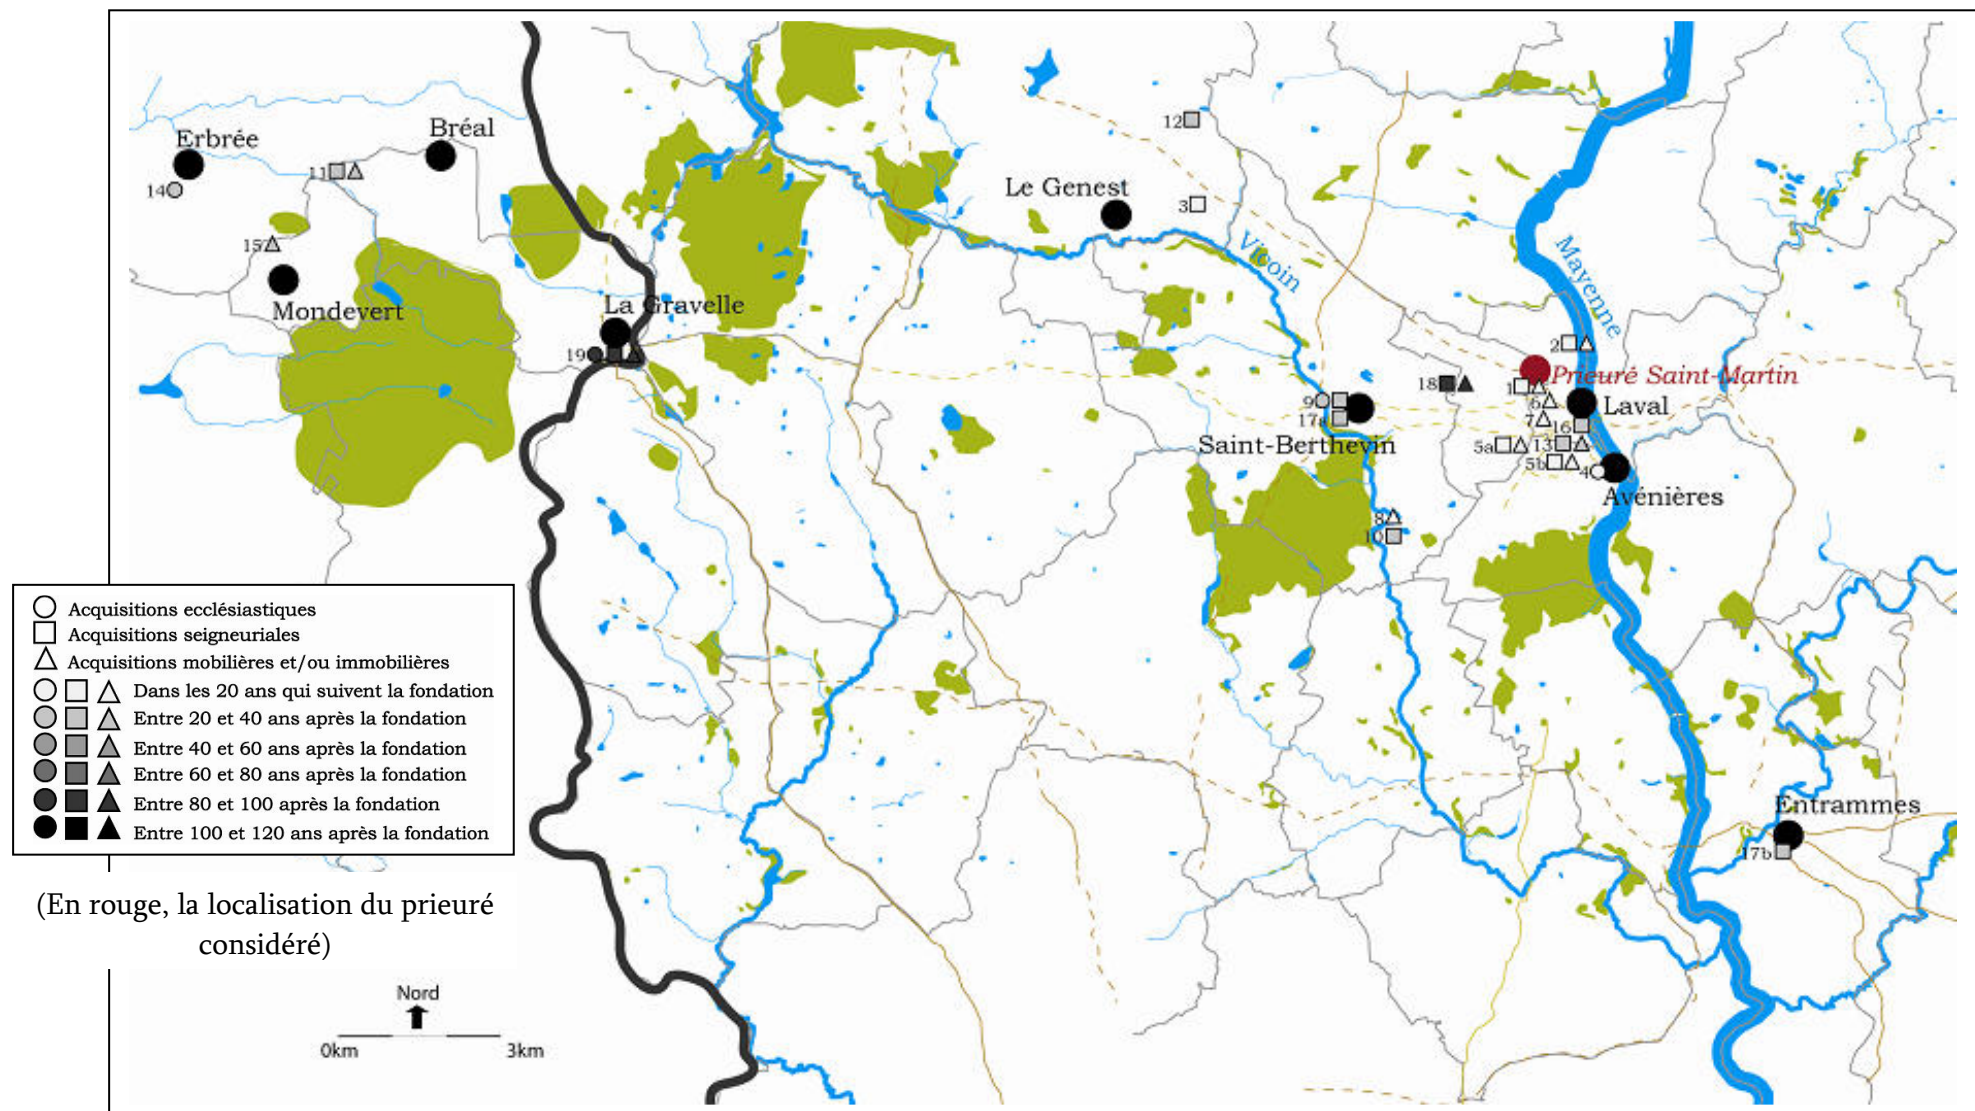 12
Bréal
Erbrée
11
14
Le Genest
3
15
Vicoin
Mayenne
Mondevert
La Gravelle
2
19
Prieuré Saint-Martin
18
1
6
9
Laval
17a
7
16
Saint-Berthevin
5a
13
5b
4
Avénières
8
10
Acquisitions ecclésiastiques
Acquisitions seigneuriales
Acquisitions mobilières et/ou immobilières
Dans les 20 ans qui suivent la fondation
Entre 20 et 40 ans après la fondation
Entre 40 et 60 ans après la fondation
Entre 60 et 80 ans après la fondation
Entre 80 et 100 après la fondation
Entre 100 et 120 ans après la fondation
Entrammes
17b
(En rouge, la localisation du prieuré
considéré)
Nord
0km 3km